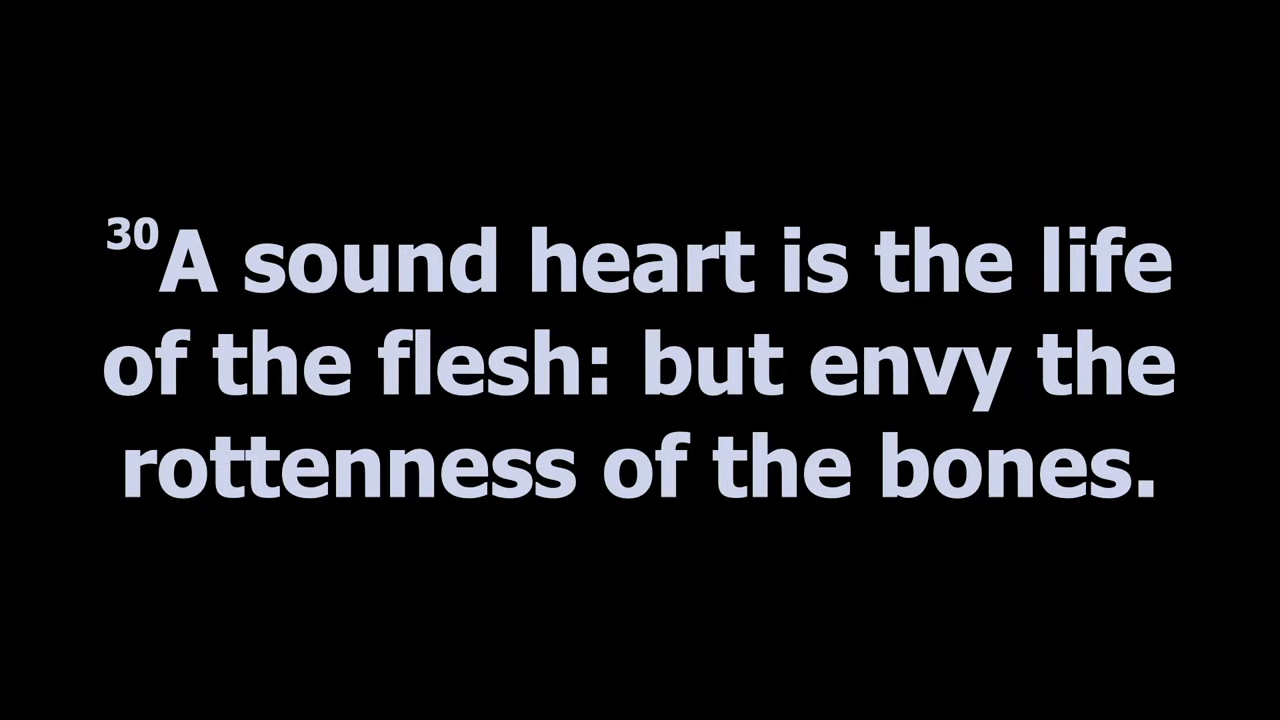 30A sound heart is the life
of the flesh: but envy the
rottenness of the bones.